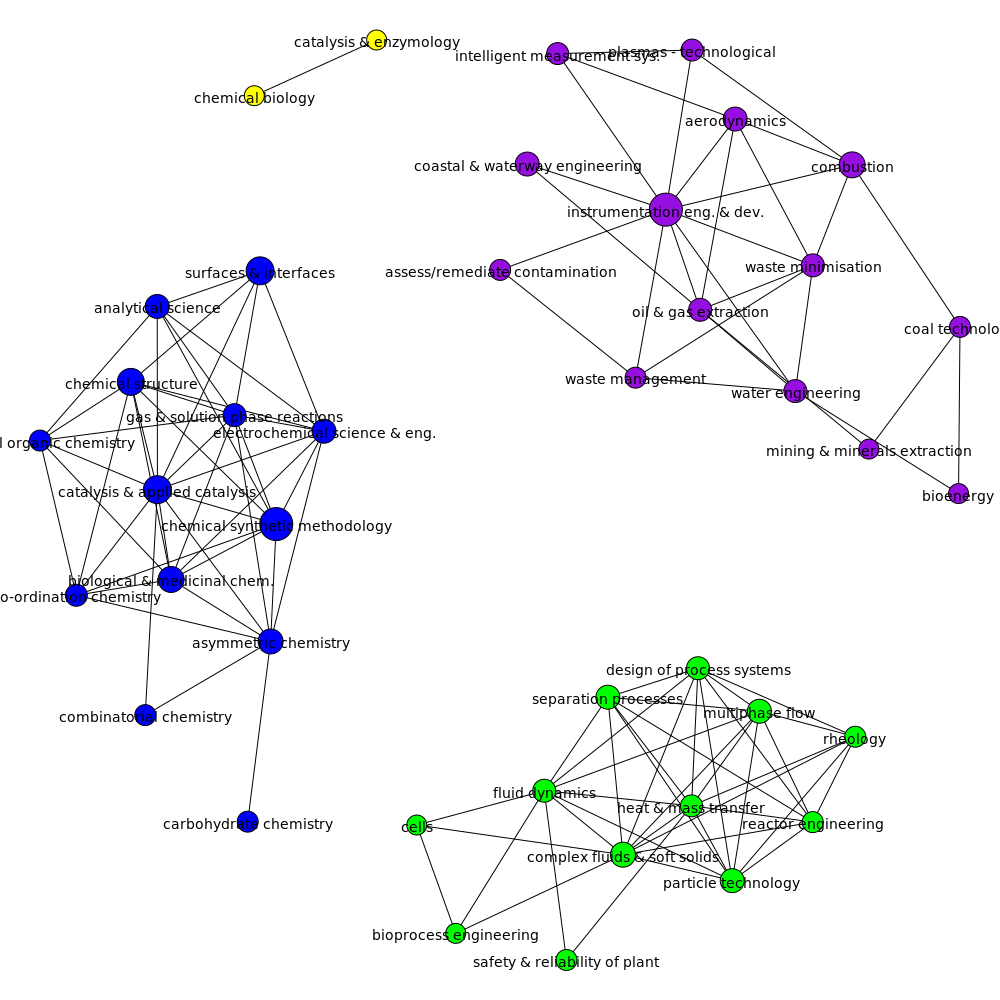 catalysis & enzymology
chemical biology
intelligent measurement sys.
plasmas - technological
aerodynamics
coastal & waterway engineering
combustion
instrumentation eng. & dev.
assess/remediate contamination
waste minimisation
oil & gas extraction
coal technolo
waste management
water engineering
mining & minerals extraction
bioenergy
surfaces & interfaces
analytical science
chemical structure
gas & solution phase reactions
electrochemical science & eng.
l organic chemistry
catalysis & applied catalysis
chemical synthetic methodology
biological & medicinal chem.
o-ordination chemistry
asymmetric chemistry
combinatorial chemistry
carbohydrate chemistry
design of process systems
separation processes
multiphase flow
rheology
fluid dynamics
heat & mass transfer
cells
reactor engineering
complex fluids & soft solids
particle technology
bioprocess engineering
safety & reliability of plant